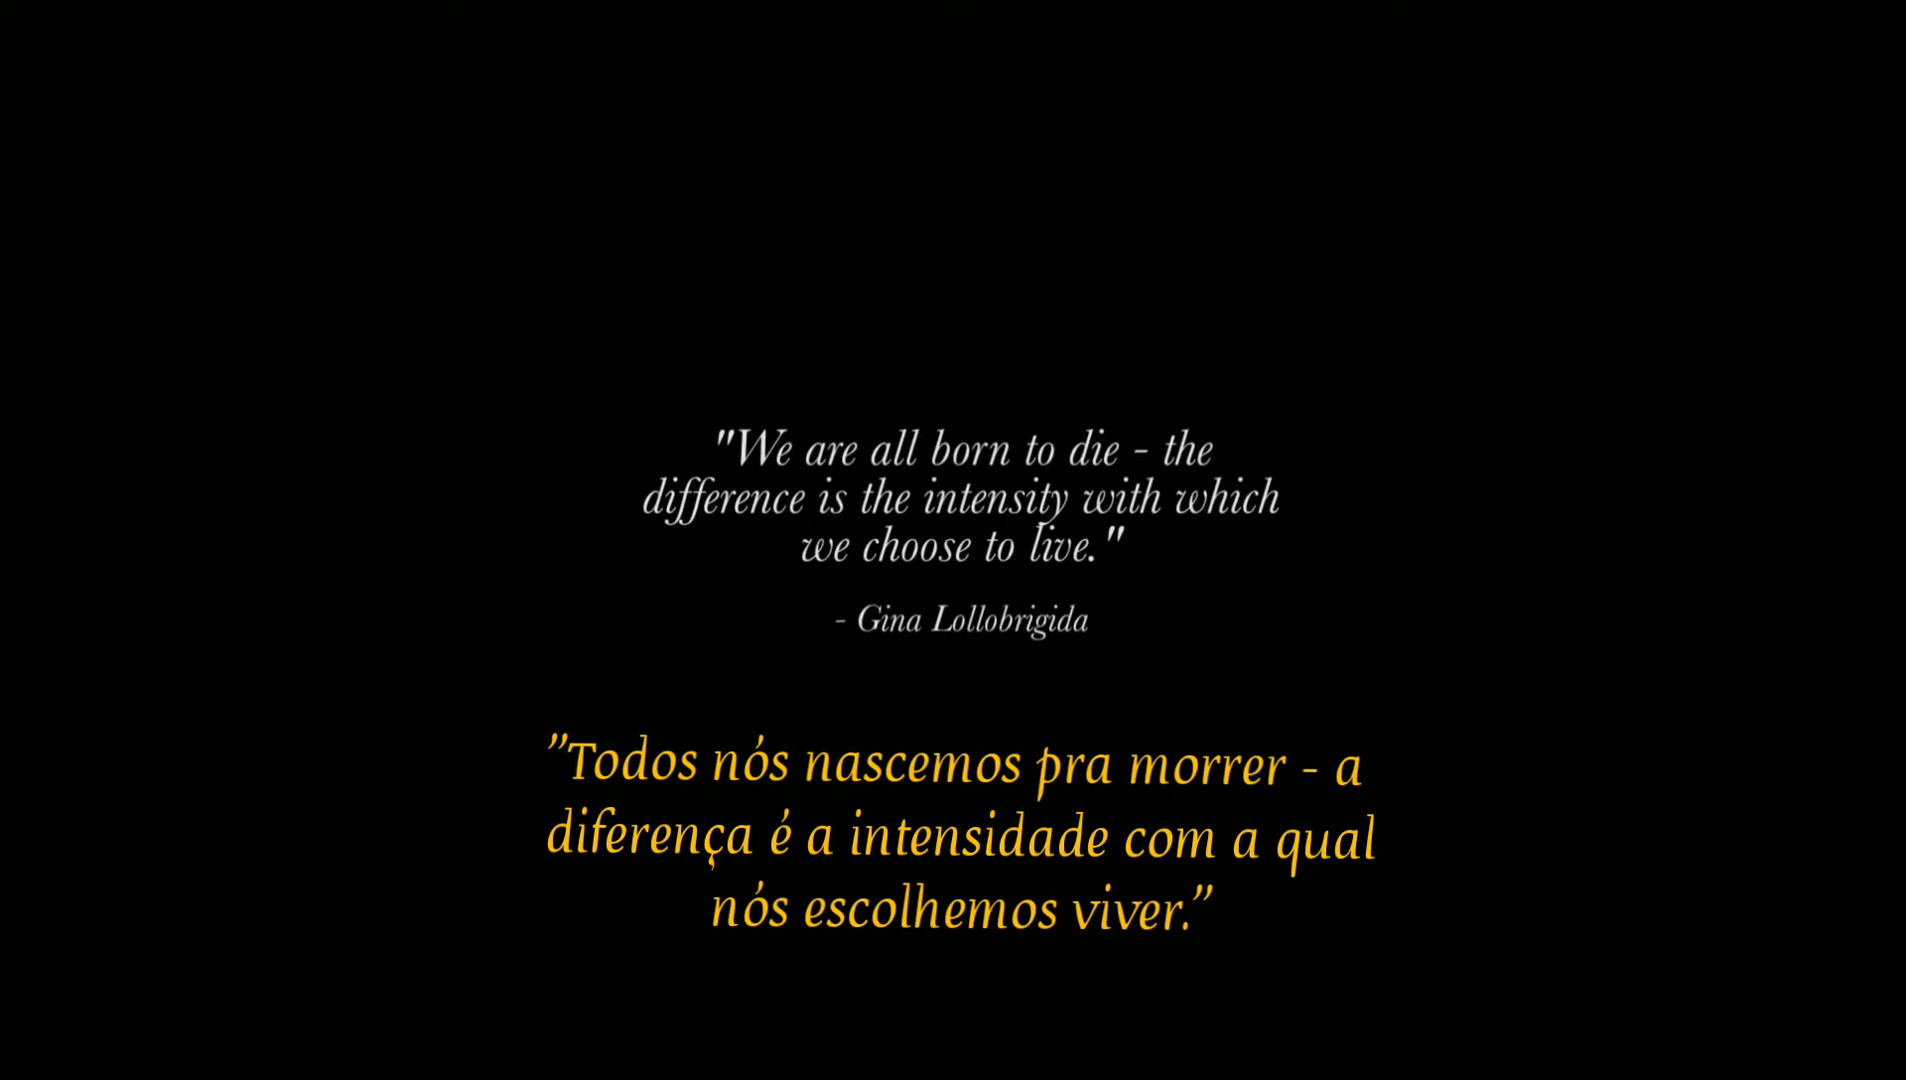 "We are all born to die - the
difference is the intensity with which
we choose to live."
- Gina Lollobrigida
"Todos nós nascemos pra morrer - a
diferença é a intensidade com a qual
nós escolhemos viver."